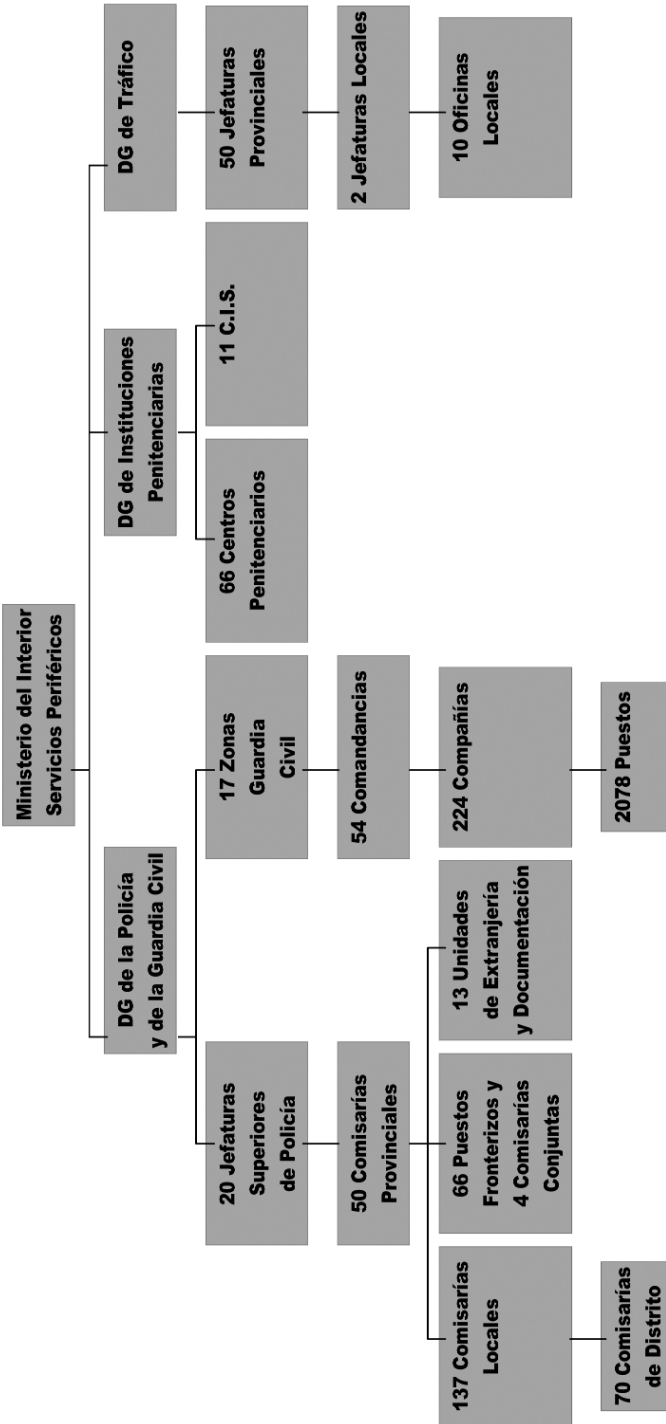 Ministerio del Interior
Servicios Periféricos
DG de la Policía
y de la Guardia Civil
DG de Instituciones
Penitenciarias
DG de Tráfico
20 Jefaturas
Superiores
de Policía
17 Zonas
Guardia
Civil
66 Centros
Penitenciarios
11 C.I.S.
50 Jefaturas
Provinciales
50 Comisarías
Provinciales
54 Comandancias
2 Jefaturas Locales
137 Comisarías
Locales
66 Puestos
Fronterizos y
4 Comisarías
Conjuntas
13 Unidades
de Extranjería
y Documentación
224 Compañías
10 Oficinas
Locales
70 Comisarías
de Distrito
2078 Puestos